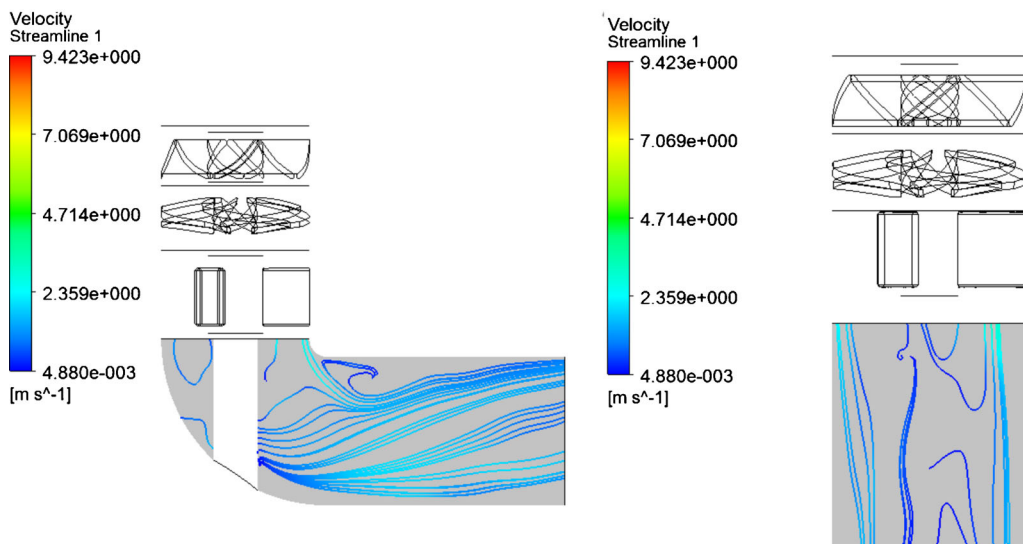 Velocity
Streamline 1
9.423e+000
7.069e+000
4.714e+000
2.359e+000
4.880e-003
[m s^-1]
Velocity
Streamline 1
9.423e+000
7.069e+000
4.714e+000
2.359e+000
4.880e-003
[m s^-1]